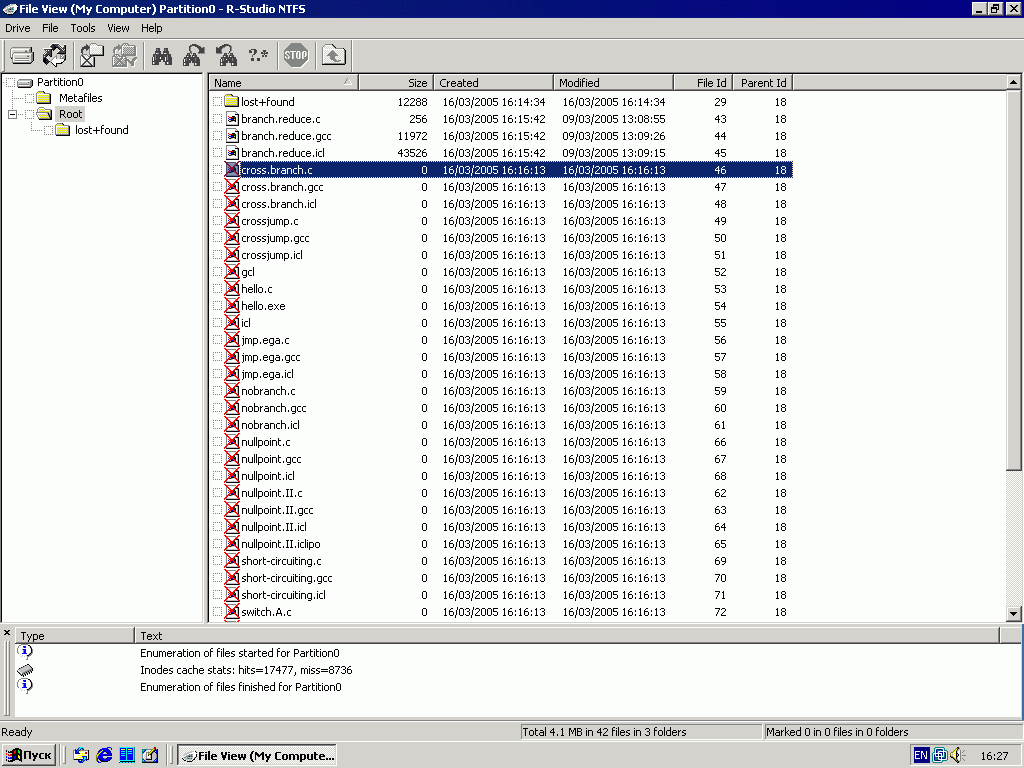 File View (My Computer) Partition0 - R-Studio NTFS
Drive File Tools View Help
?.* STOP
Partition0
Metafiles
Root
lost+found
Name Size Created Modified File Id Parent Id
lost+found 12288 16/03/2005 16:14:34 16/03/2005 16:14:34 29 18
branch.reduce.c 256 16/03/2005 16:15:42 09/03/2005 13:08:55 43 18
branch.reduce.gcc 11972 16/03/2005 16:15:42 09/03/2005 13:09:26 44 18
branch.reduce.icl 43526 16/03/2005 16:15:42 09/03/2005 13:09:15 45 18
cross.branch.c 0 16/03/2005 16:16:13 16/03/2005 16:16:13 46 18
cross.branch.gcc 0 16/03/2005 16:16:13 16/03/2005 16:16:13 47 18
cross.branch.icl 0 16/03/2005 16:16:13 16/03/2005 16:16:13 48 18
crossjump.c 0 16/03/2005 16:16:13 16/03/2005 16:16:13 49 18
crossjump.gcc 0 16/03/2005 16:16:13 16/03/2005 16:16:13 50 18
crossjump.icl 0 16/03/2005 16:16:13 16/03/2005 16:16:13 51 18
gcl 0 16/03/2005 16:16:13 16/03/2005 16:16:13 52 18
hello.c 0 16/03/2005 16:16:13 16/03/2005 16:16:13 53 18
hello.exe 0 16/03/2005 16:16:13 16/03/2005 16:16:13 54 18
icl 0 16/03/2005 16:16:13 16/03/2005 16:16:13 55 18
jmp.ega.c 0 16/03/2005 16:16:13 16/03/2005 16:16:13 56 18
jmp.ega.gcc 0 16/03/2005 16:16:13 16/03/2005 16:16:13 57 18
jmp.ega.icl 0 16/03/2005 16:16:13 16/03/2005 16:16:13 58 18
nobranch.c 0 16/03/2005 16:16:13 16/03/2005 16:16:13 59 18
nobranch.gcc 0 16/03/2005 16:16:13 16/03/2005 16:16:13 60 18
nobranch.icl 0 16/03/2005 16:16:13 16/03/2005 16:16:13 61 18
nullpoint.c 0 16/03/2005 16:16:13 16/03/2005 16:16:13 66 18
nullpoint.gcc 0 16/03/2005 16:16:13 16/03/2005 16:16:13 67 18
nullpoint.icl 0 16/03/2005 16:16:13 16/03/2005 16:16:13 68 18
nullpoint.II.c 0 16/03/2005 16:16:13 16/03/2005 16:16:13 62 18
nullpoint.II.gcc 0 16/03/2005 16:16:13 16/03/2005 16:16:13 63 18
nullpoint.II.icl 0 16/03/2005 16:16:13 16/03/2005 16:16:13 64 18
nullpoint.II.iclipo 0 16/03/2005 16:16:13 16/03/2005 16:16:13 65 18
short-circuiting.c 0 16/03/2005 16:16:13 16/03/2005 16:16:13 69 18
short-circuiting.gcc 0 16/03/2005 16:16:13 16/03/2005 16:16:13 70 18
short-circuiting.icl 0 16/03/2005 16:16:13 16/03/2005 16:16:13 71 18
switch.A.c 0 16/03/2005 16:16:13 16/03/2005 16:16:13 72 18
Type Text
Enumeration of files started for Partition0
Inodes cache stats: hits=17477, miss=8736
Enumeration of files finished for Partition0
Ready Total 4.1 MB in 42 files in 3 folders Marked 0 in 0 files in 0 folders
Пуск File View (My Compute... EN 16:27